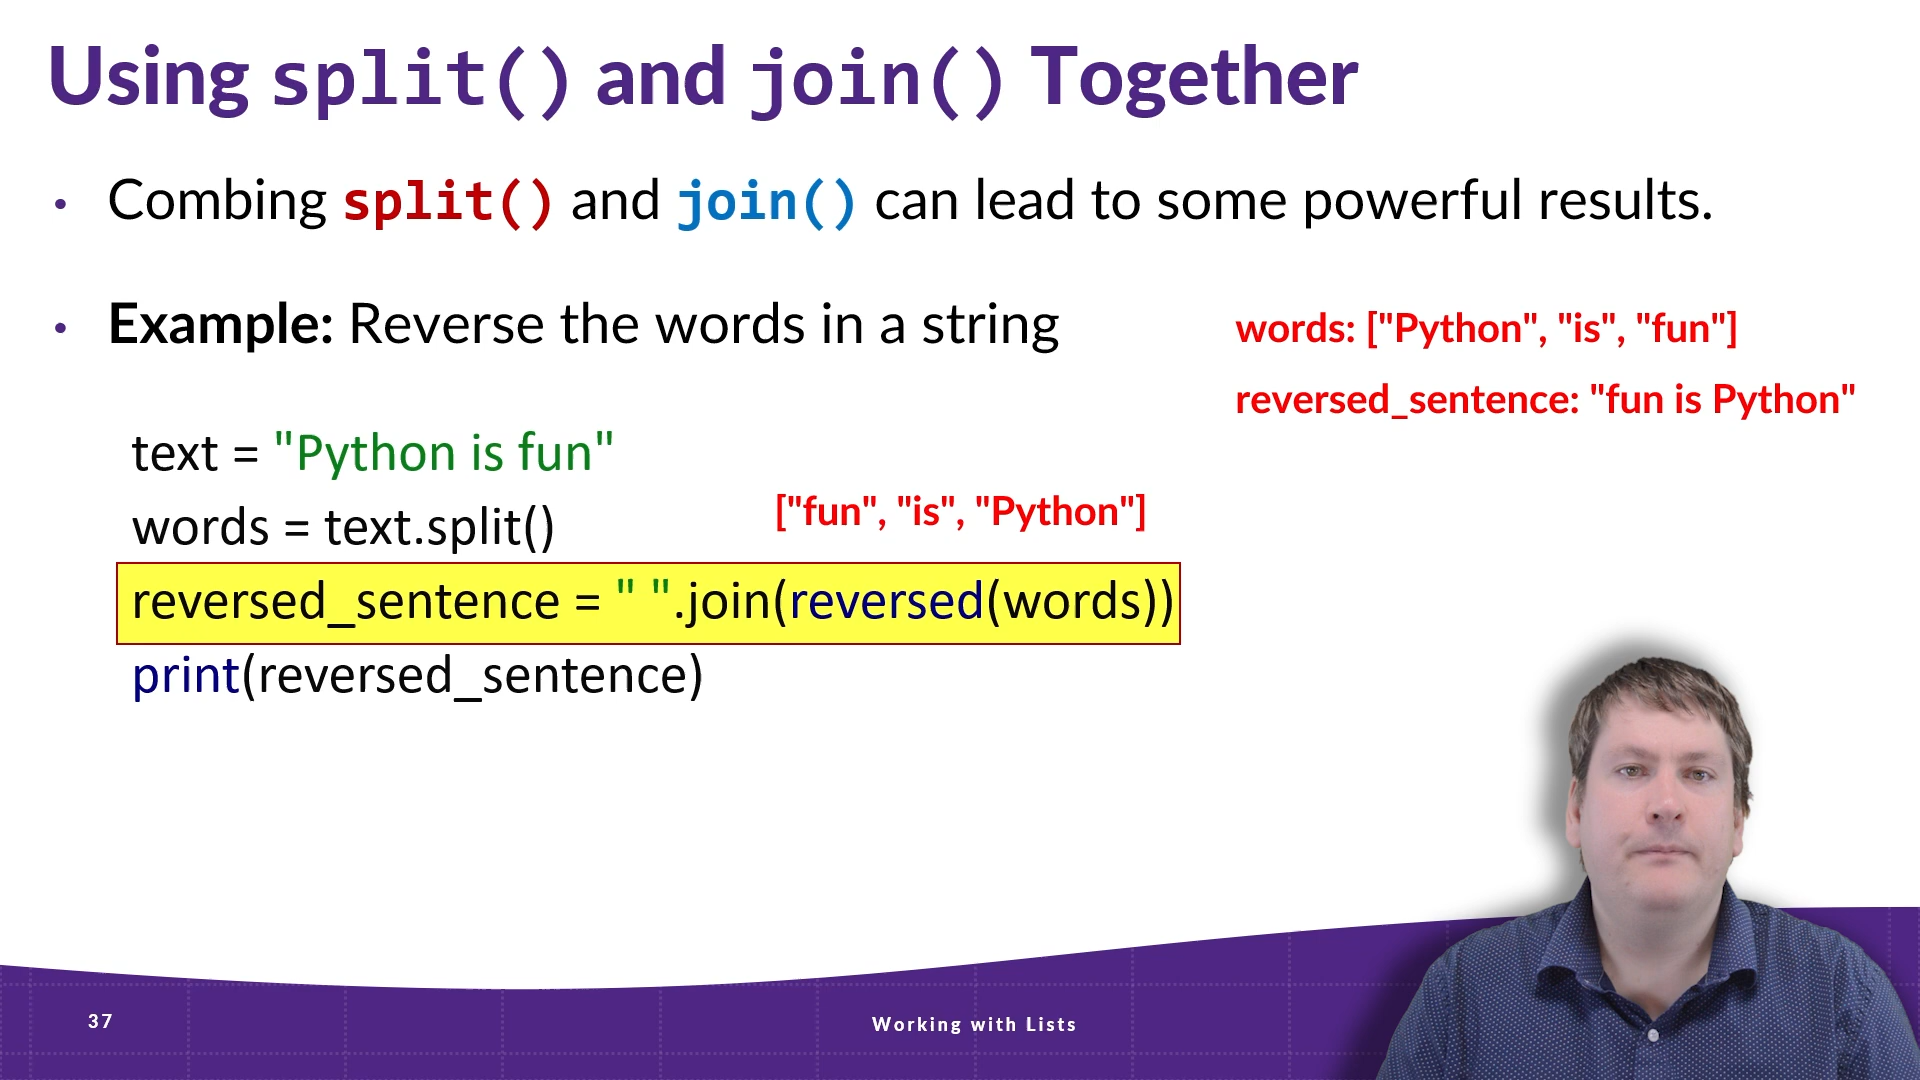 Using split() and join() Together
• Combing split() and join() can lead to some powerful results.
• Example: Reverse the words in a string
words: ["Python", "is", "fun"]
reversed_sentence: "fun is Python"
text = "Python is fun"
words = text.split()
["fun", "is", "Python"]
reversed_sentence = " ".join(reversed(words))
print(reversed_sentence)
37
Working with Lists